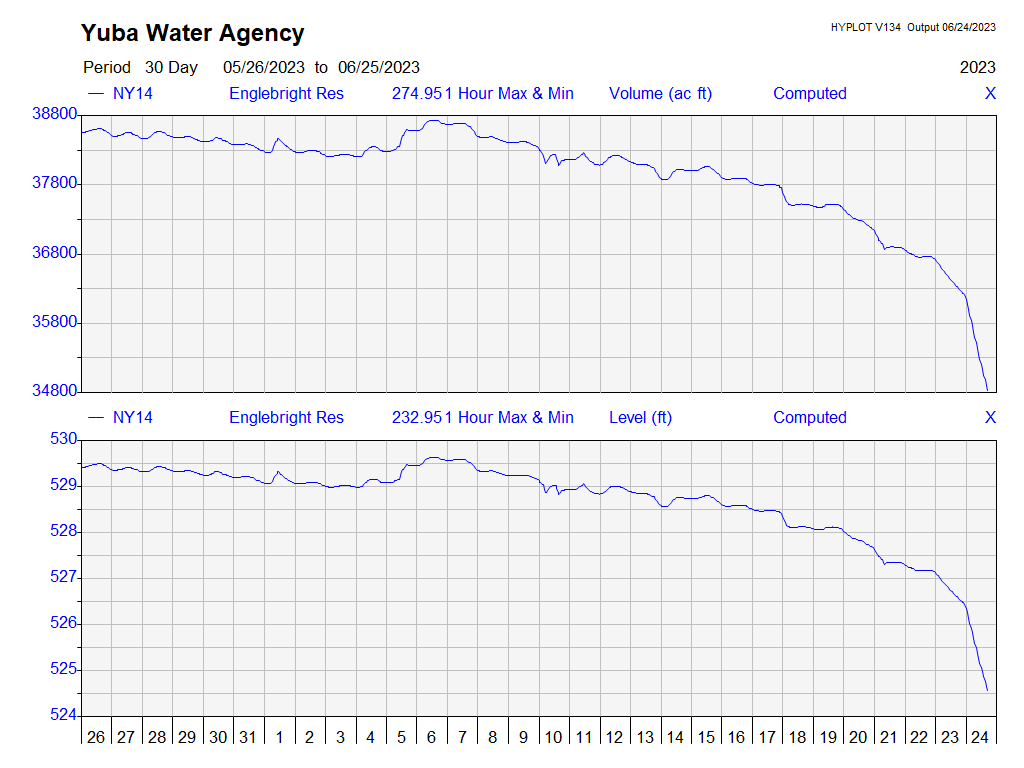 Yuba Water Agency
HYPLOT V134 Output 06/24/2023
Period 30 Day 05/26/2023 to 06/25/2023 2023
NY14 Englebright Res 274.951 Hour Max & Min Volume (ac ft) Computed X
38800
37800
36800
35800
34800
NY14 Englebright Res 232.951 Hour Max & Min Level (ft) Computed X
530
529
528
527
526
525
524
26 27 28 29 30 31 1 2 3 4 5 6 7 8 9 10 11 12 13 14 15 16 17 18 19 20 21 22 23 24